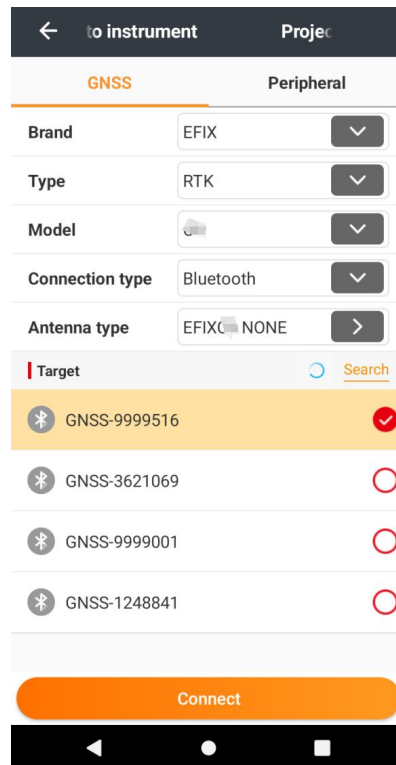 to instrument Projec
GNSS Peripheral
Brand EFIX
Type RTK
Model
Connection type Bluetooth
Antenna type EFIX NONE
Target Search
GNSS-9999516
GNSS-3621069
GNSS-9999001
GNSS-1248841
Connect